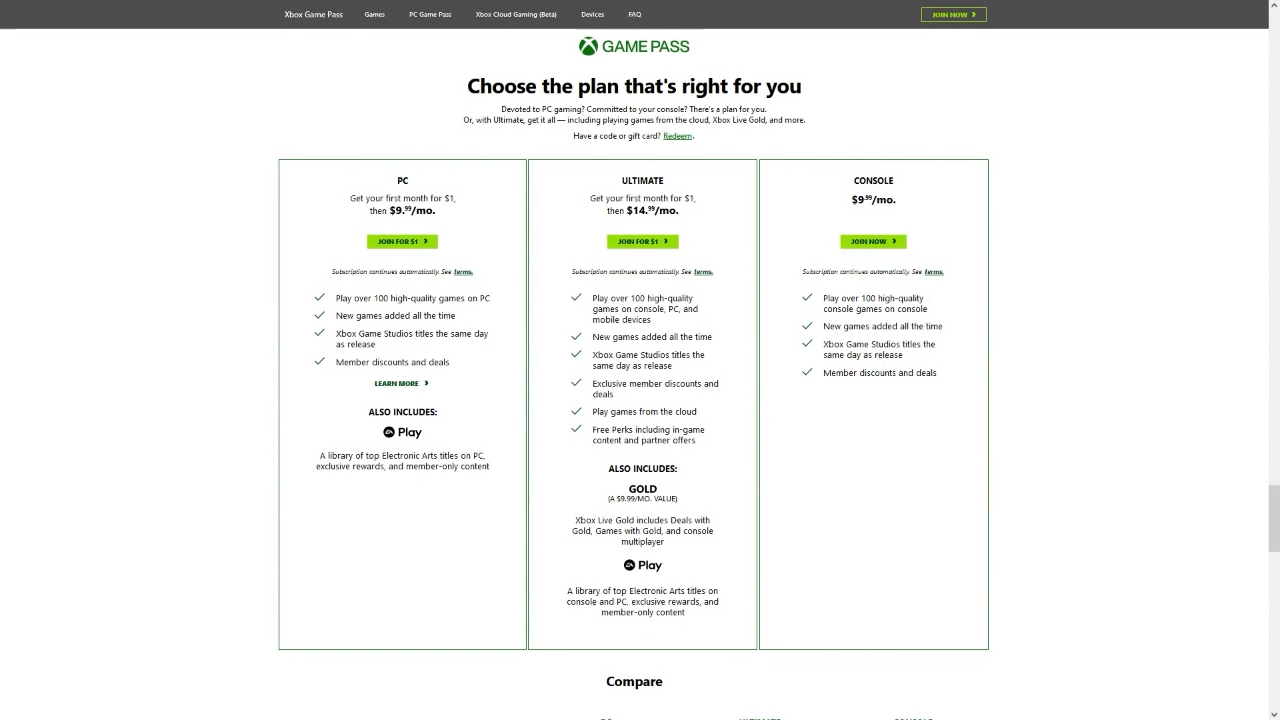 Xbox Game Pass
Games
PC Game Pass
Xbox Cloud Gaming (Beta)
Devices
FAQ
JOIN NOW
GAME PASS
Choose the plan that's right for you
Devoted to PC gaming? Committed to your console? There's a plan for you.
Or, with Ultimate, get it all — including playing games from the cloud, Xbox Live Gold, and more.
Have a code or gift card? Redeem.
PC
Get your first month for $1,
then $9.99/mo.
JOIN FOR $1
Subscription continues automatically. See terms.
Play over 100 high-quality games on PC
New games added all the time
Xbox Game Studios titles the same day
as release
Member discounts and deals
LEARN MORE
ALSO INCLUDES:
EA Play
A library of top Electronic Arts titles on PC,
exclusive rewards, and member-only content
ULTIMATE
Get your first month for $1,
then $14.99/mo.
JOIN FOR $1
Subscription continues automatically. See terms.
Play over 100 high-quality
games on console, PC, and
mobile devices
New games added all the time
Xbox Game Studios titles the
same day as release
Exclusive member discounts and
deals
Play games from the cloud
Free Perks including in-game
content and partner offers
ALSO INCLUDES:
GOLD
(A $9.99/MO. VALUE)
Xbox Live Gold includes Deals with
Gold, Games with Gold, and console
multiplayer
EA Play
A library of top Electronic Arts titles on
console and PC, exclusive rewards, and
member-only content
CONSOLE
$9.99/mo.
JOIN NOW
Subscription continues automatically. See terms.
Play over 100 high-quality
console games on console
New games added all the time
Xbox Game Studios titles the
same day as release
Member discounts and deals
Compare